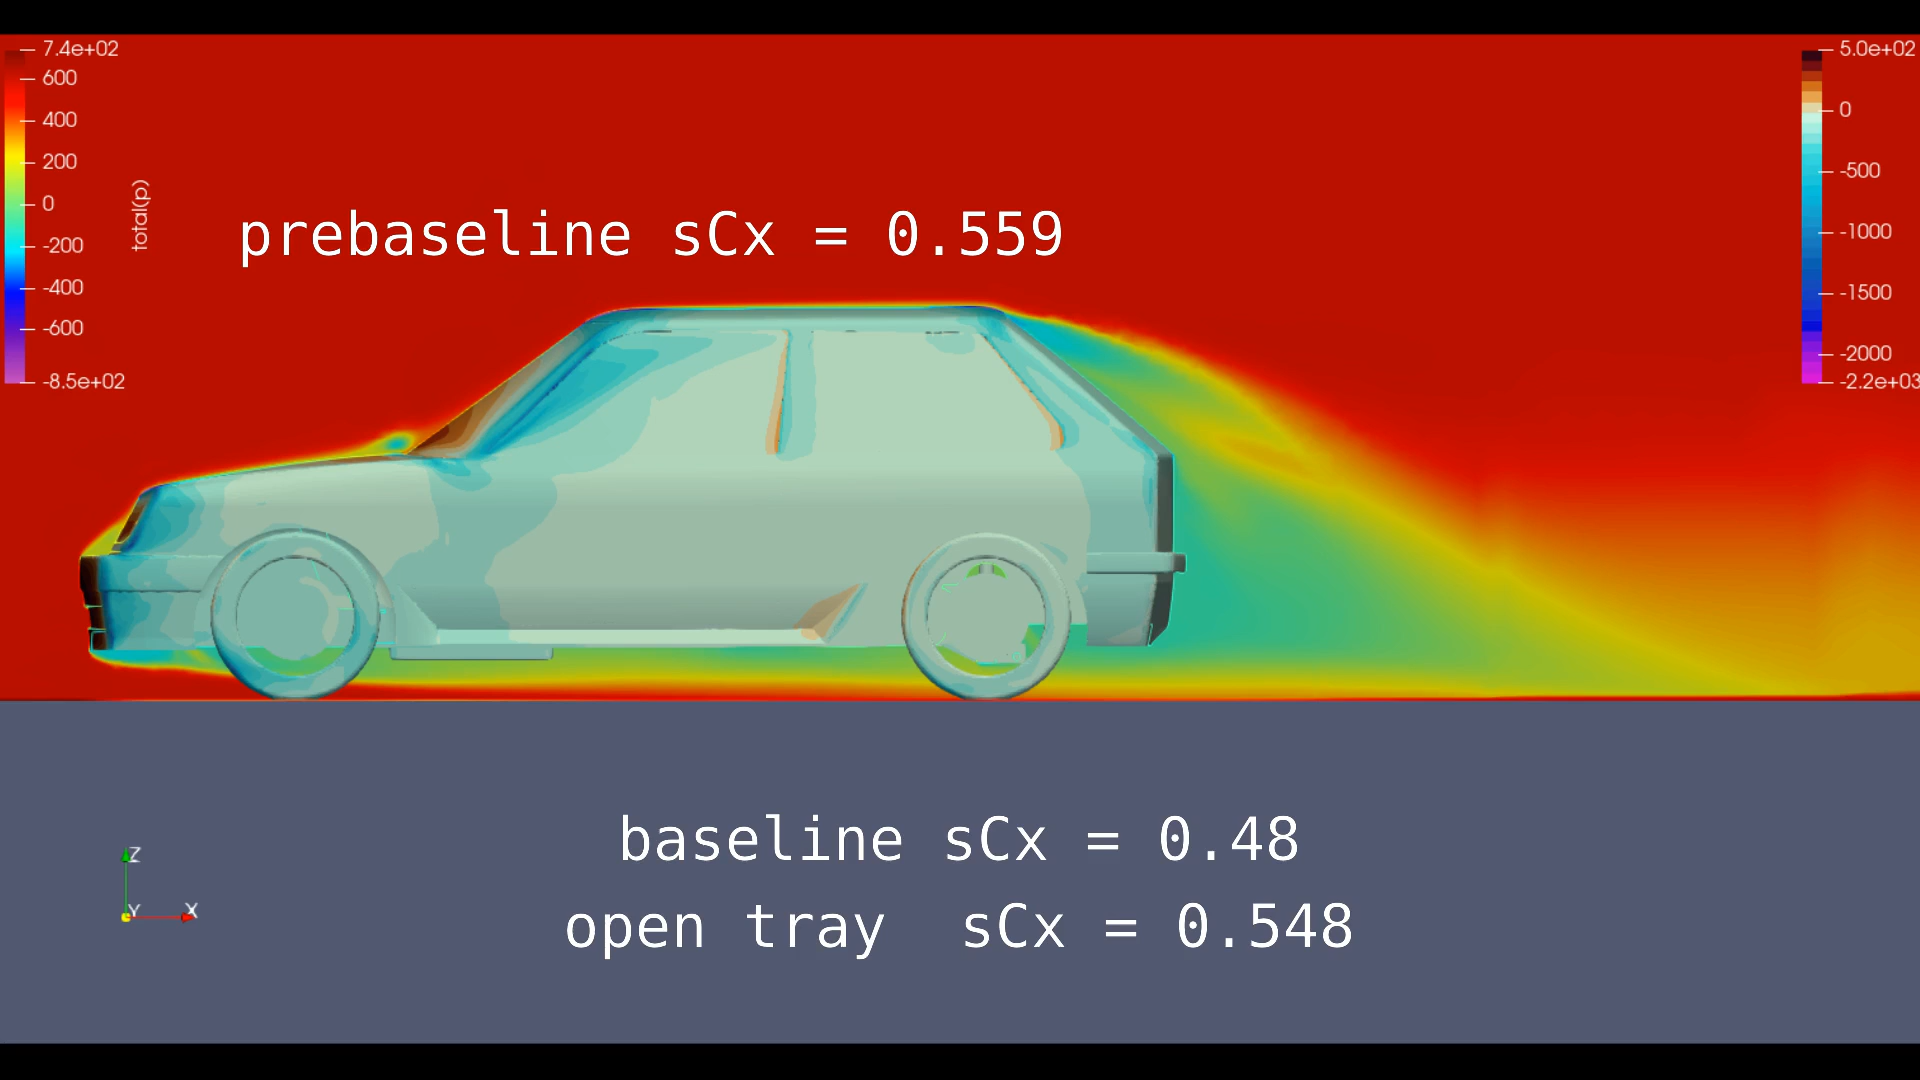 7.4e+02
600
400
200
0
-200
-400
-600
-8.5e+02
total(p)
5.0e+02
0
-500
-1000
-1500
-2000
-2.2e+03
prebaseline sCx = 0.559
baseline sCx = 0.48
open tray  sCx = 0.548
Z
Y
X